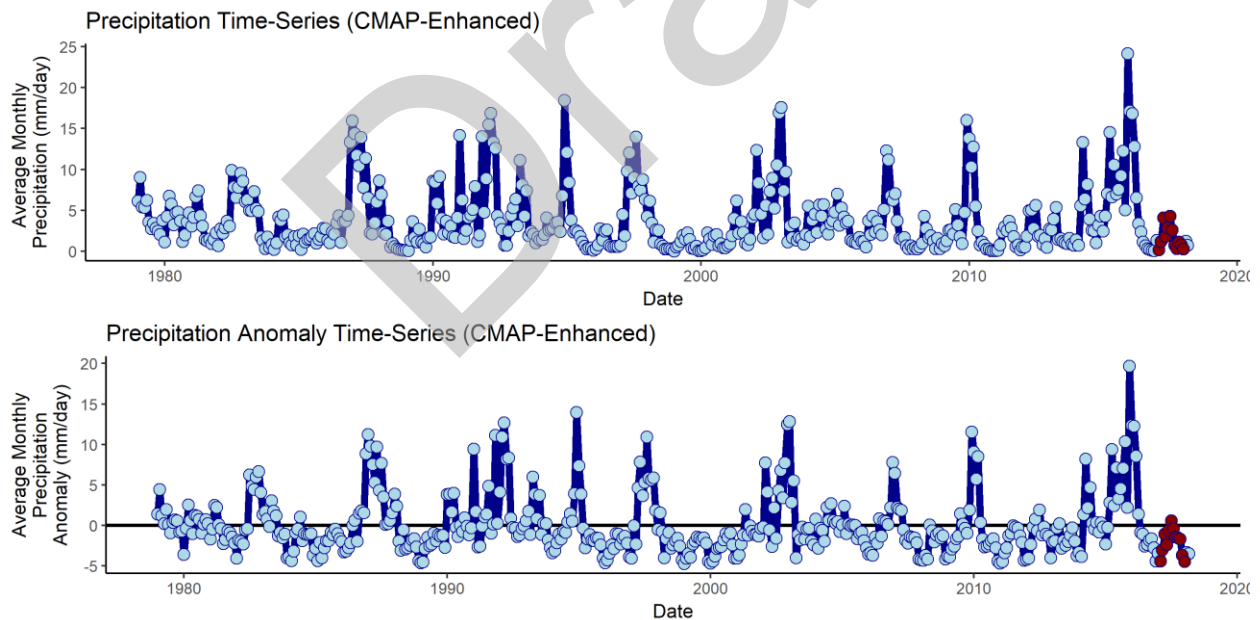 Precipitation Time-Series (CMAP-Enhanced)
Average Monthly
Precipitation (mm/day)
25
20
15
10
5
0
1980
1990
2000
2010
2020
Date
Precipitation Anomaly Time-Series (CMAP-Enhanced)
Average Monthly
Precipitation
Anomaly (mm/day)
20
15
10
5
0
-5
1980
1990
2000
2010
2020
Date